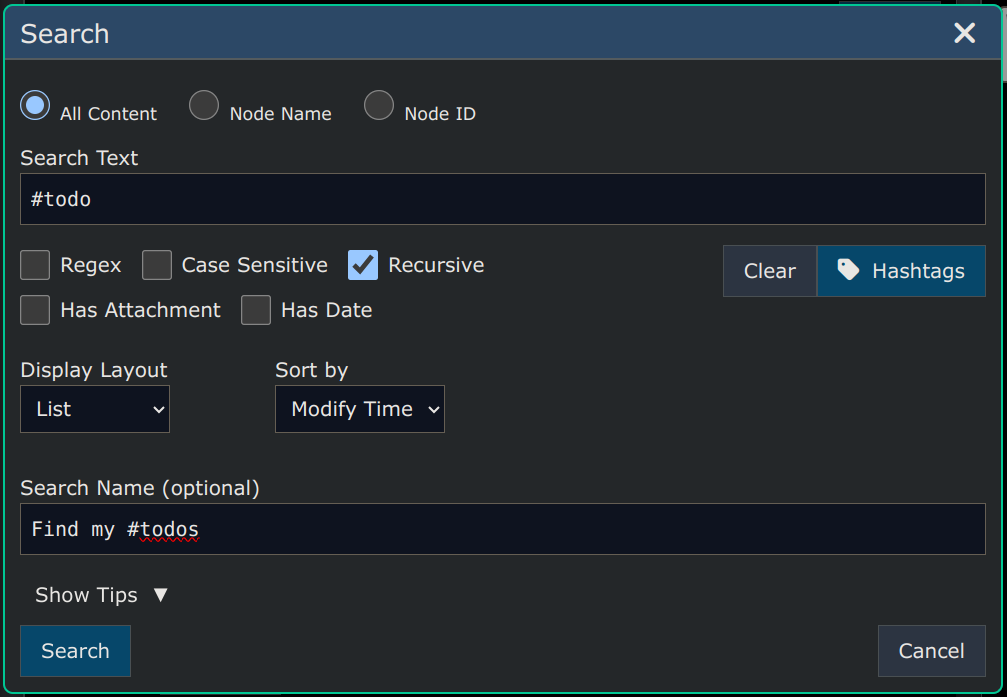 Search
All Content Node Name Node ID
Search Text
#todo
Regex Case Sensitive Recursive Clear Hashtags
Has Attachment Has Date
Display Layout Sort by
List Modify Time
Search Name (optional)
Find my #todos
Show Tips ▼
Search Cancel